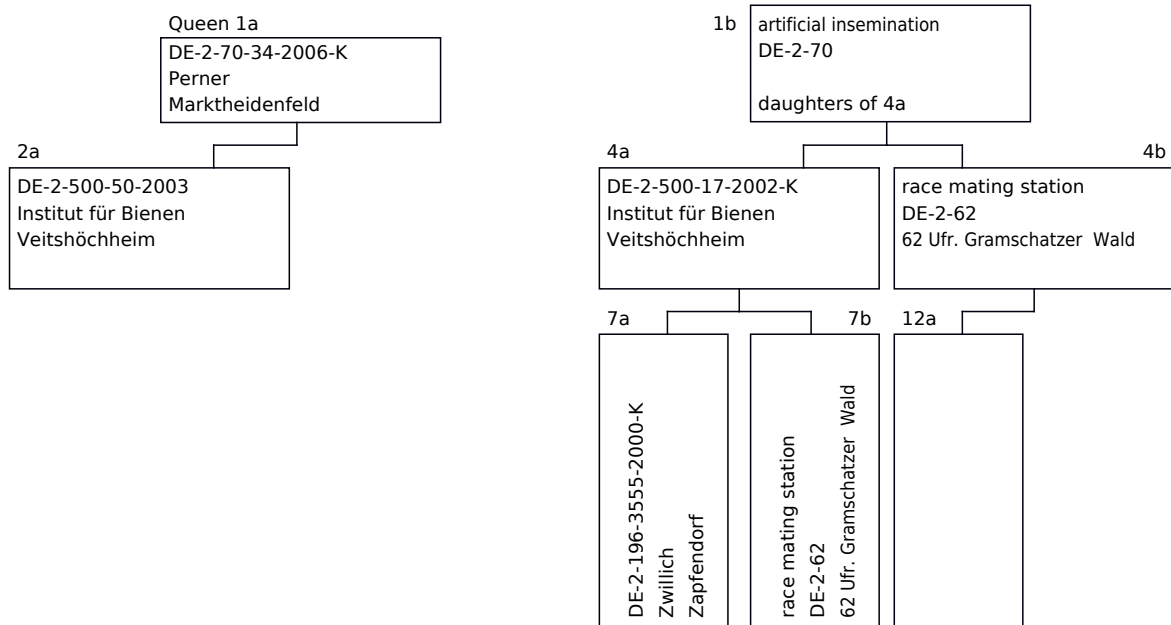 Queen 1a
DE-2-70-34-2006-K
Perner
Marktheidenfeld
1b
artificial insemination
DE-2-70
daughters of 4a
2a
DE-2-500-50-2003
Institut für Bienen
Veitshöchheim
4a
DE-2-500-17-2002-K
Institut für Bienen
Veitshöchheim
4b
race mating station
DE-2-62
62 Ufr. Gramschatzer  Wald
7a
DE-2-196-3555-2000-K
Zwillich
Zapfendorf
7b
race mating station
DE-2-62
62 Ufr. Gramschatzer  Wald
12a